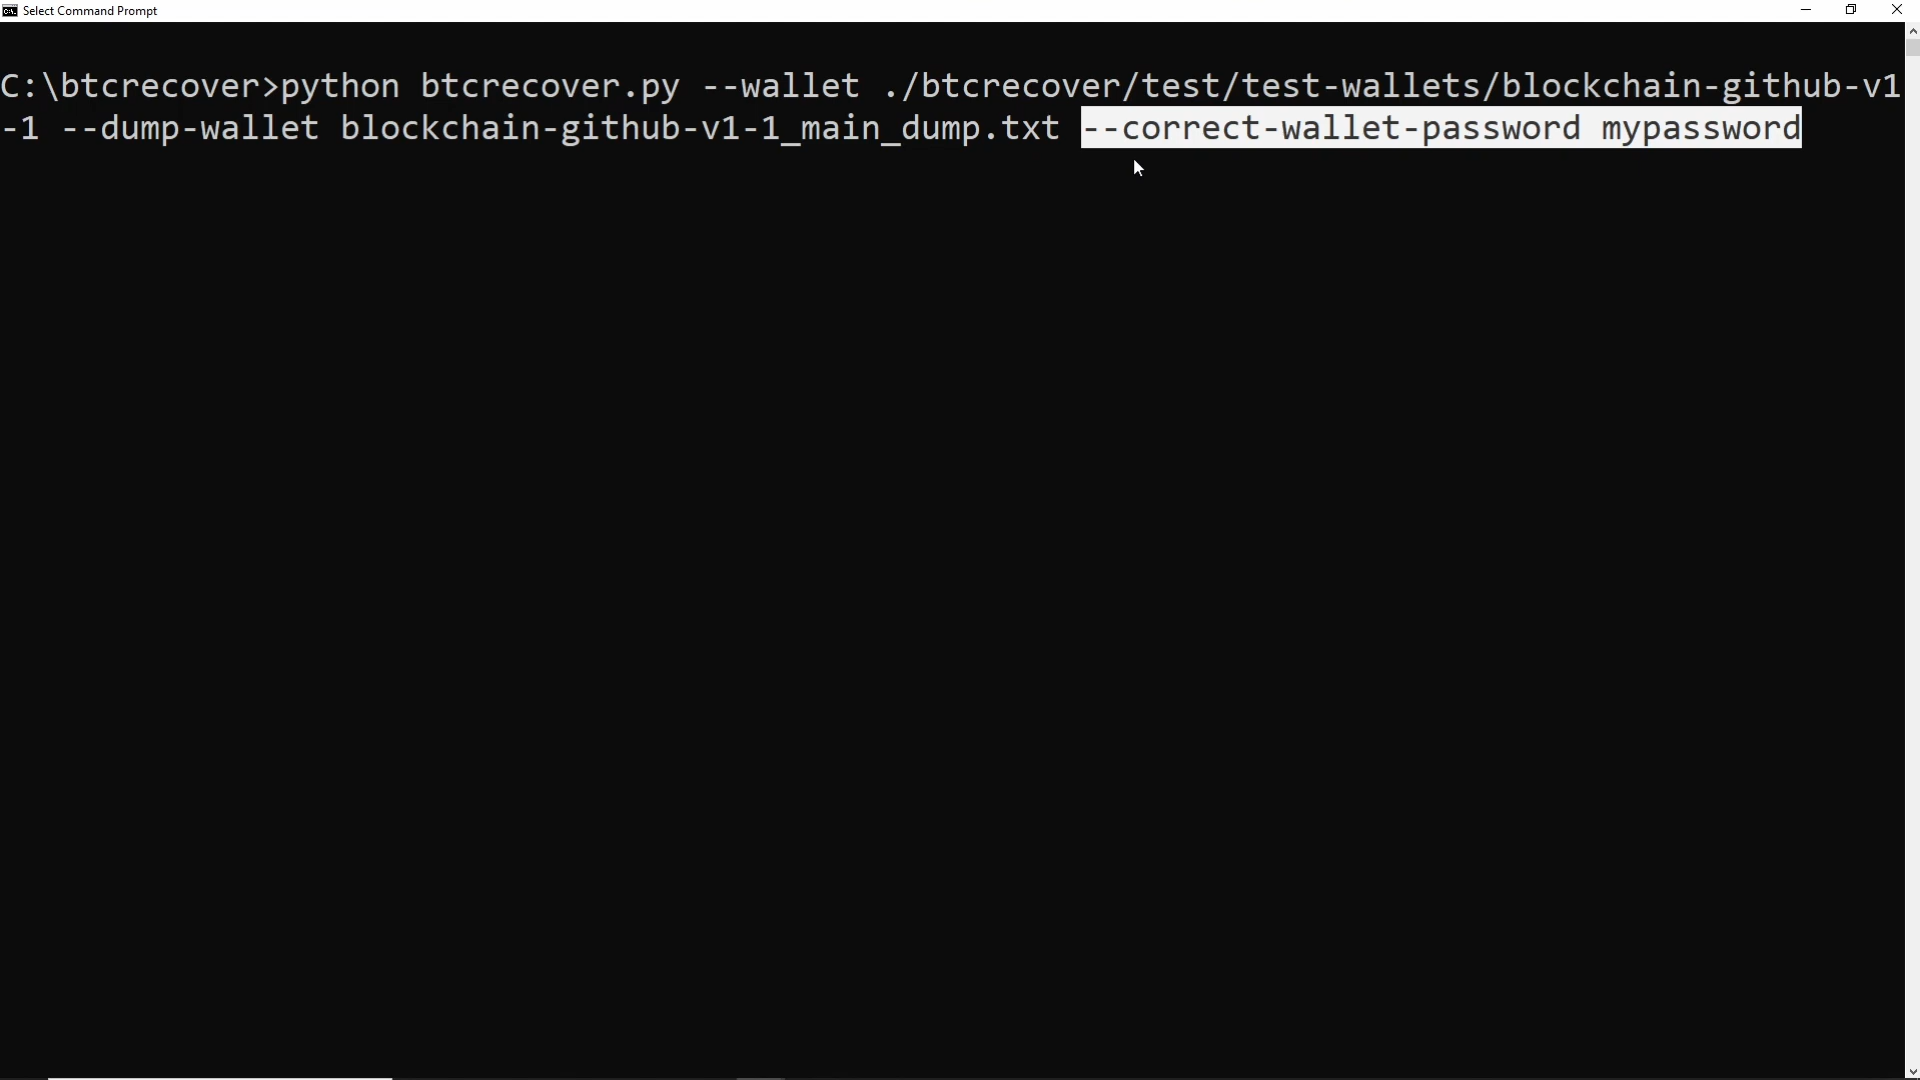 Select Command Prompt
C:\btcrecover>python btcrecover.py --wallet ./btcrecover/test/test-wallets/blockchain-github-v1
-1 --dump-wallet blockchain-github-v1-1_main_dump.txt --correct-wallet-password mypassword